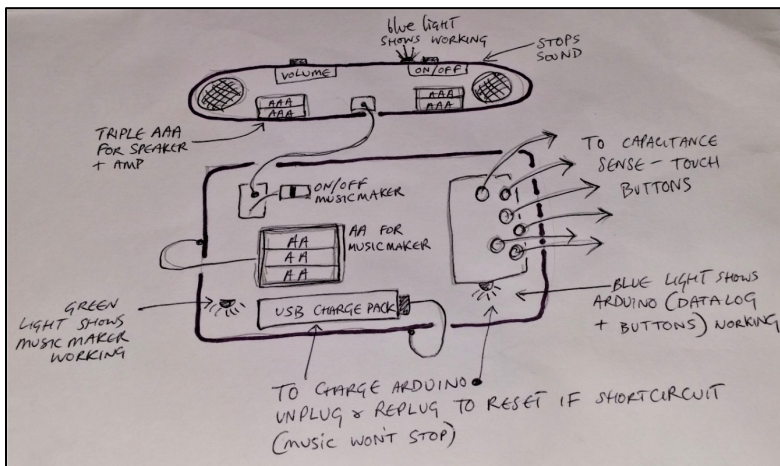 blue light
SHOWS WORKING
STOPS
SOUND
VOLUME
ON/OFF
AAA
AAA
AAA
AAA
TRIPLE AAA
FOR SPEAKER
+ AMP
TO CAPACITANCE
SENSE - TOUCH
BUTTONS
ON/OFF
MUSICMAKER
AA FOR
MUSICMAKER
AA
AA
AA
GREEN
LIGHT SHOWS
MUSIC MAKER
WORKING
USB CHARGE PACK
BLUE LIGHT SHOWS
ARDUINO (DATALOG
+ BUTTONS) WORKING
TO CHARGE ARDUINO
UNPLUG & REPLUG TO RESET IF SHORTCIRCUIT
(MUSIC WON'T STOP)